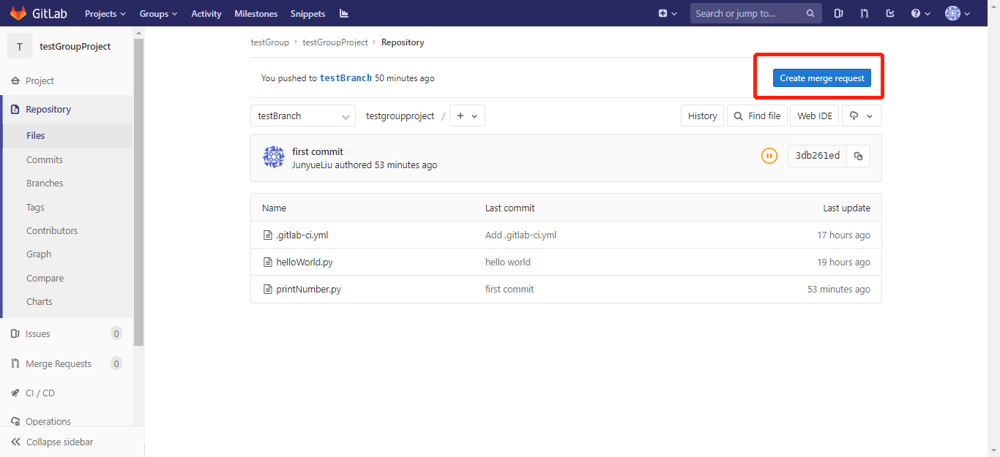 GitLab Projects Groups Activity Milestones Snippets Search or jump to...
T testGroupProject
Project
Repository
Files
Commits
Branches
Tags
Contributors
Graph
Compare
Charts
Issues 0
Merge Requests 0
CI / CD
Operations
Collapse sidebar
testGroup > testGroupProject > Repository
You pushed to testBranch 50 minutes ago Create merge request
testBranch testgroupproject / + History Find file Web IDE
first commit
JunyueLiu authored 53 minutes ago
3db261ed
Name Last commit Last update
.gitlab-ci.yml Add .gitlab-ci.yml 17 hours ago
helloWorld.py hello world 19 hours ago
printNumber.py first commit 53 minutes ago